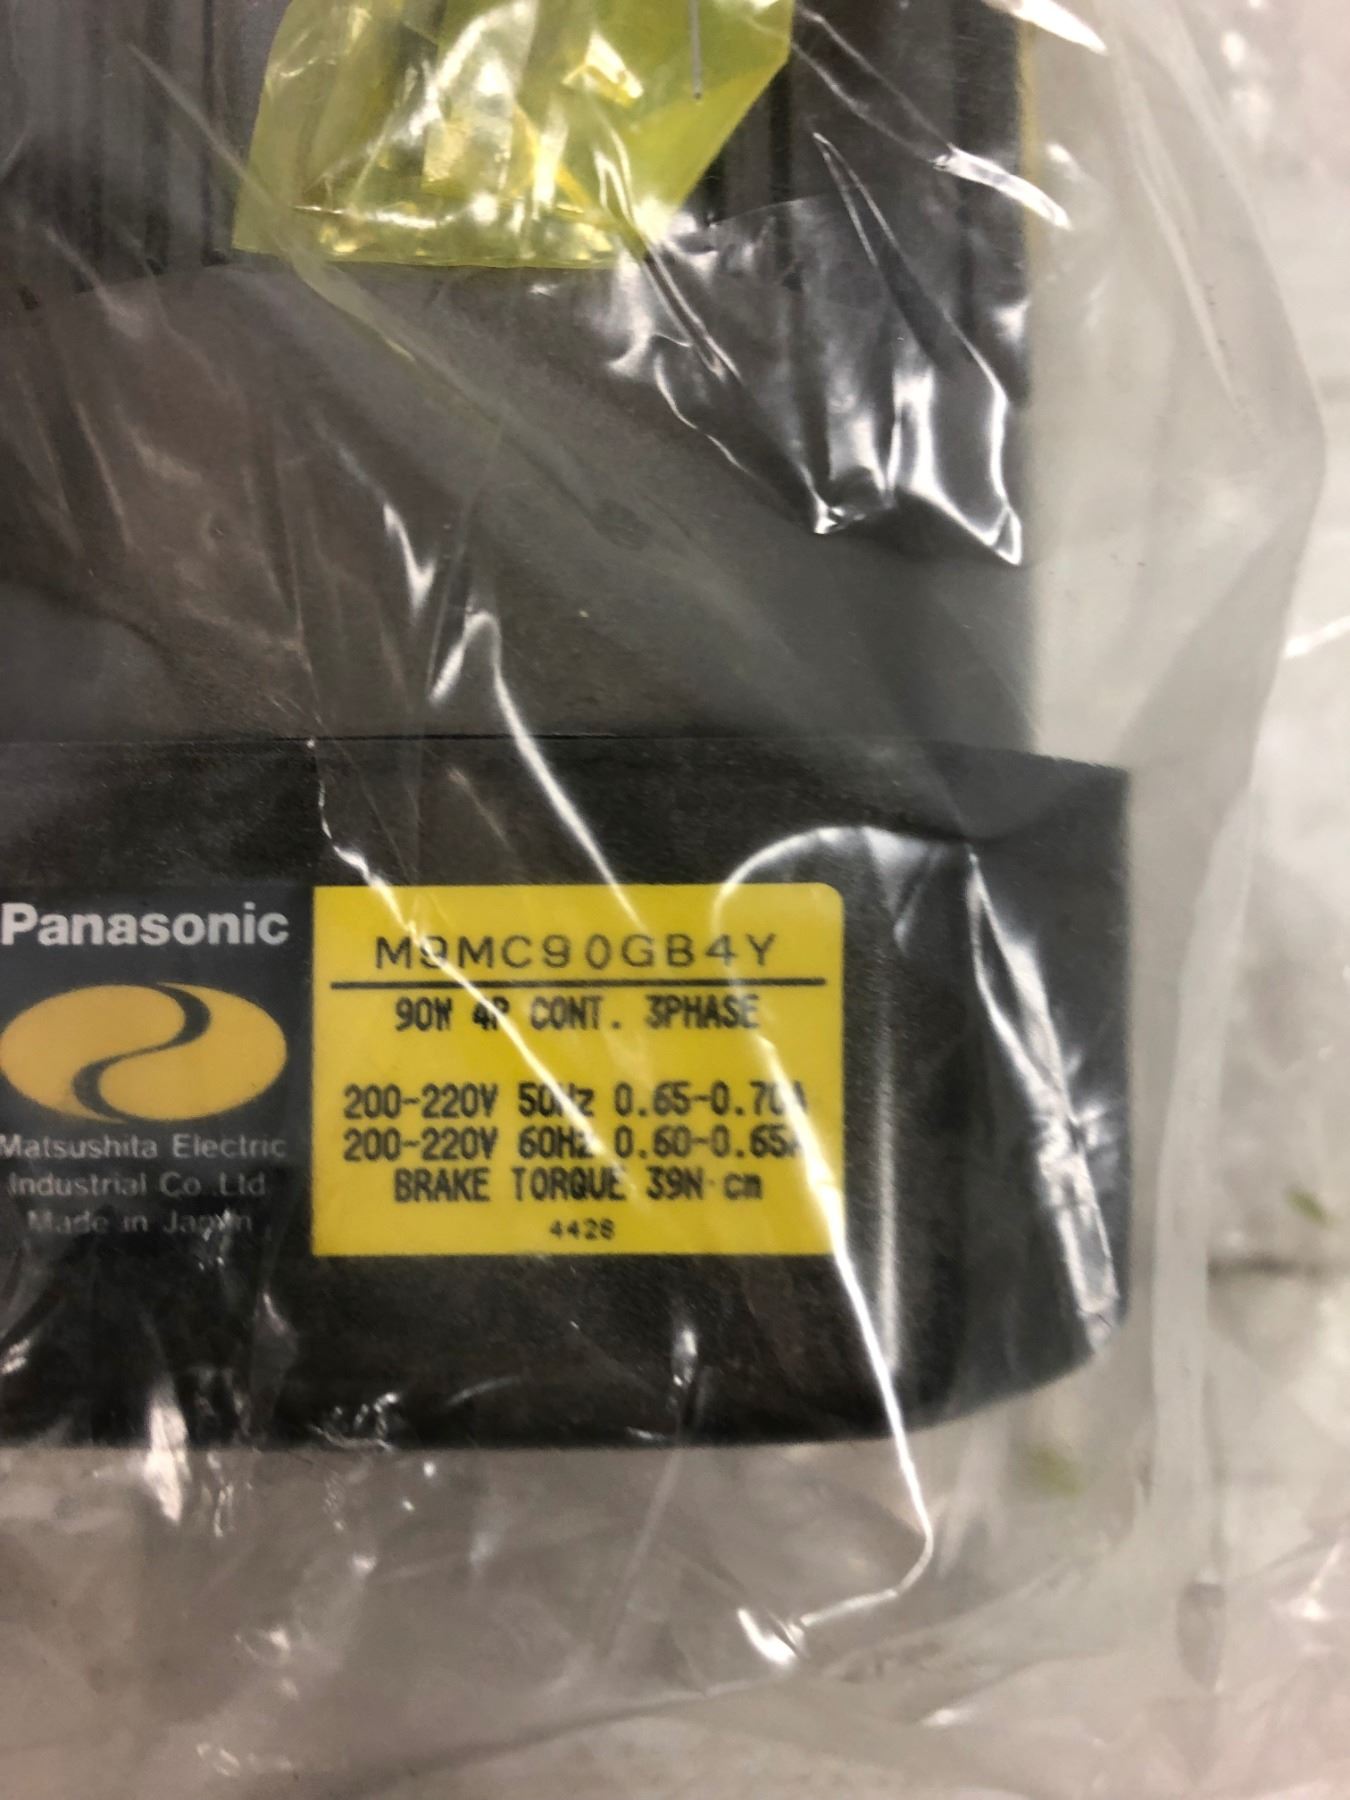 Panasonic
Matsushita Electric
Industrial Co.,Ltd.
Made in Japan
M9MC90GB4Y
90W 4P CONT. 3PHASE
200-220V 50Hz 0.65-0.70A
200-220V 60Hz 0.60-0.65A
BRAKE TORQUE 39N·cm
4428